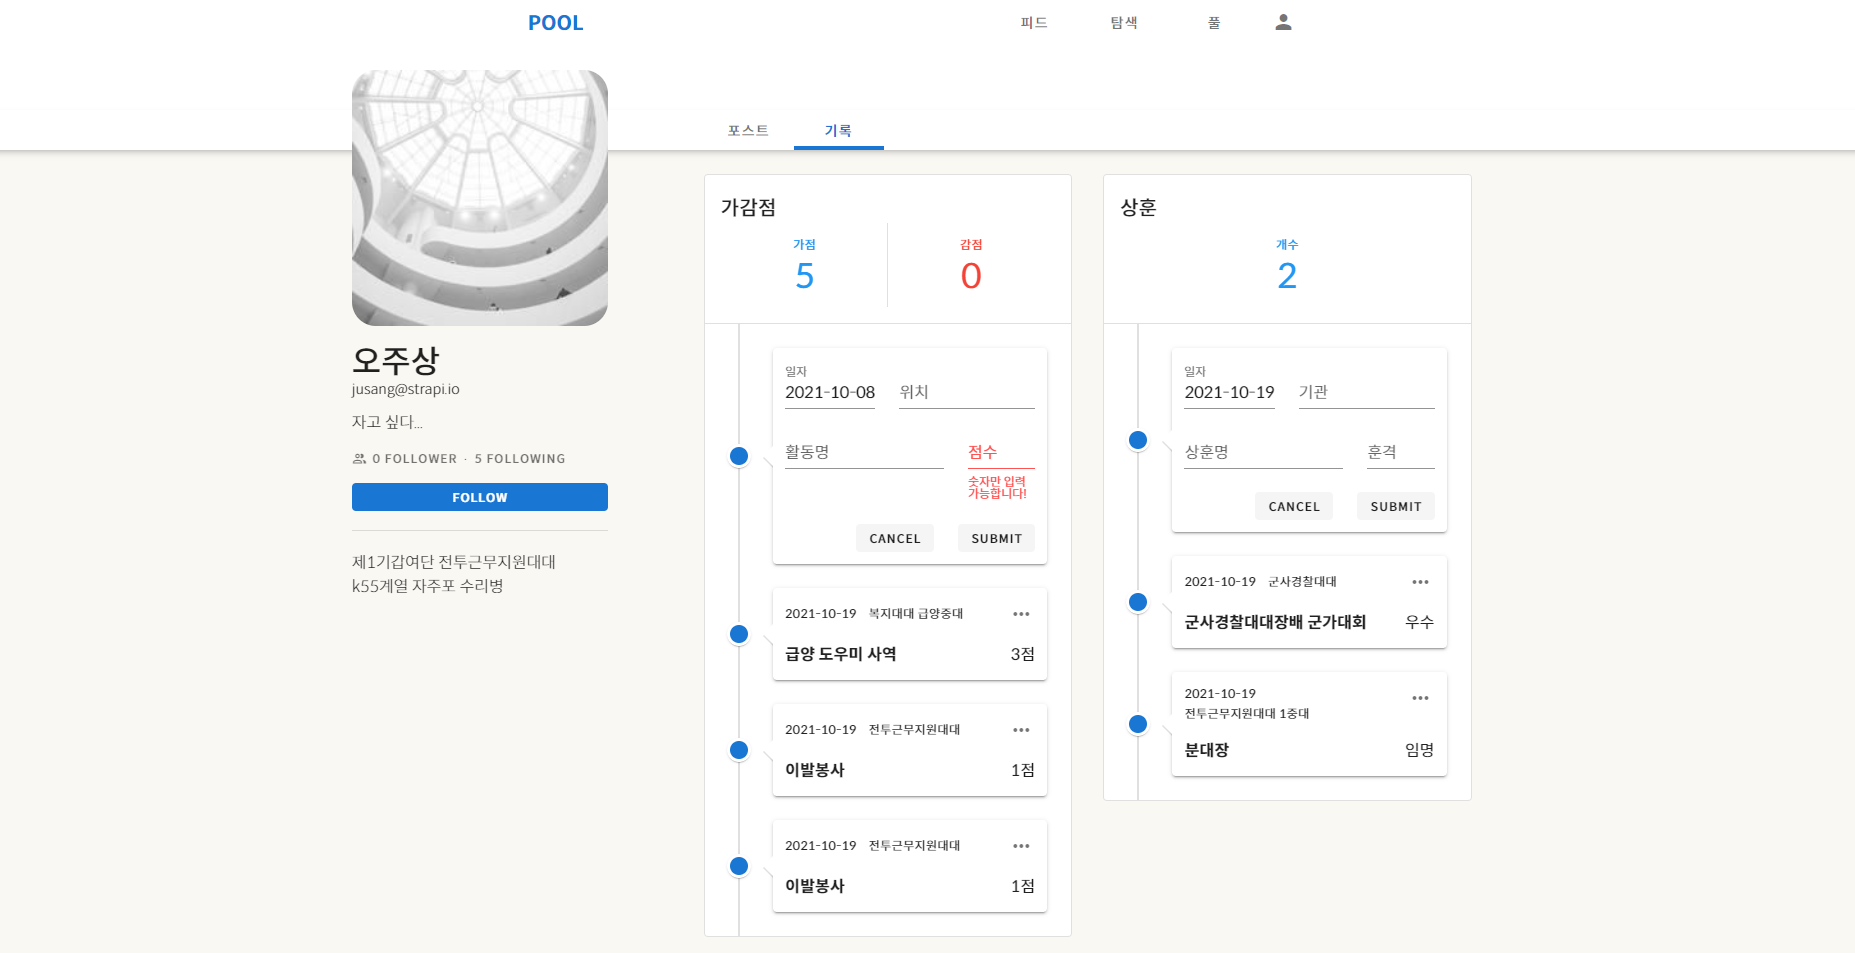 POOL
피드
탐색
풀
포스트
기록
오주상
jusang@strapi.io
자고 싶다...
0 FOLLOWER · 5 FOLLOWING
FOLLOW
제1기갑여단 전투근무지원대대
k55계열 자주포 수리병
가감점
가점
5
감점
0
일자
2021-10-08
위치
활동명
점수
숫자만 입력
가능합니다!
CANCEL
SUBMIT
2021-10-19 복지대대 급양중대
급양 도우미 사역 3점
2021-10-19 전투근무지원대대
이발봉사 1점
2021-10-19 전투근무지원대대
이발봉사 1점
상훈
개수
2
일자
2021-10-19
기관
상훈명
훈격
CANCEL
SUBMIT
2021-10-19 군사경찰대대
군사경찰대대장배 군가대회 우수
2021-10-19
전투근무지원대대 1중대
분대장 임명